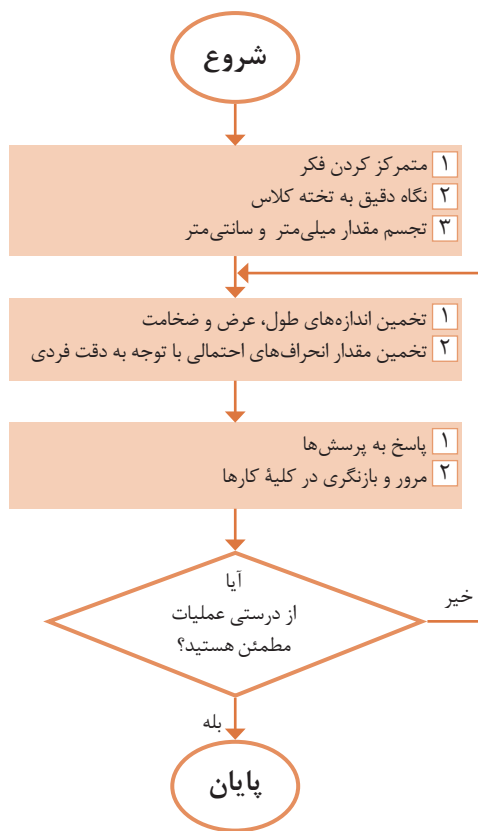 شروع
۱ متمرکز کردن فکر
۲ نگاه دقیق به تخته کلاس
۳ تجسم مقدار میلی‌متر و سانتی‌متر
۱ تخمین اندازه‌های طول، عرض و ضخامت
۲ تخمین مقدار انحراف‌های احتمالی با توجه به دقت فردی
۱ پاسخ به پرسش‌ها
۲ مرور و بازنگری در کلیۀ کارها
آیا
از درستی عملیات
مطمئن هستید؟
خیر
بله
پایان